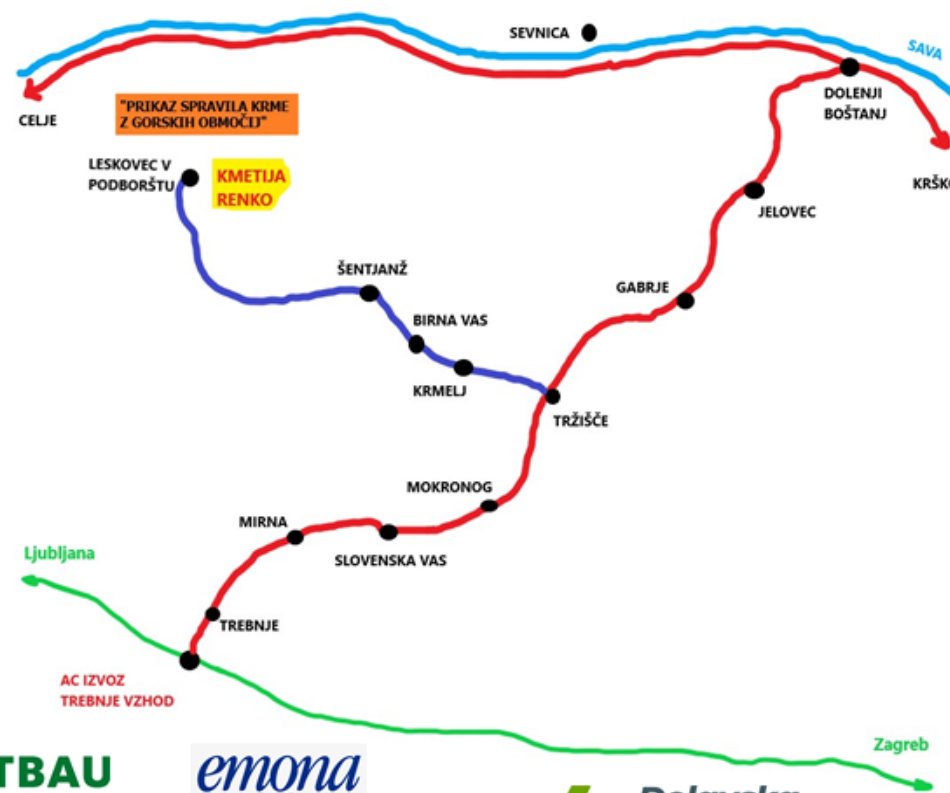 SEVNICA
SAVA
CELJE
"PRIKAZ SPRAVILA KRME
Z GORSKIH OBMOČIJ"
DOLENJI
BOŠTANJ
LESKOVEC V
PODBORŠTU
KMETIJA
RENKO
JELOVEC
ŠENTJANŽ
GABRJE
BIRNA VAS
KRMELJ
TRŽIŠČE
MOKRONOG
MIRNA
SLOVENSKA VAS
Ljubljana
TREBNJE
AC IZVOZ
TREBNJE VZHOD
Zagreb
TBAU
emona